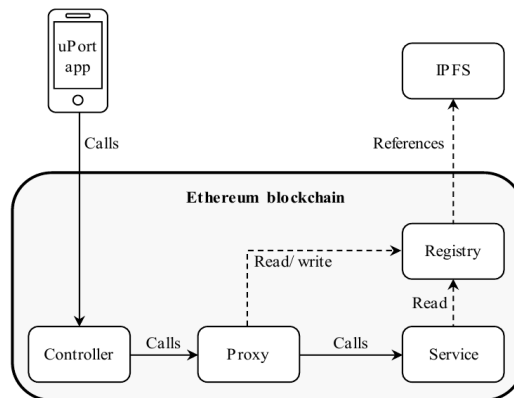 uPort
app
IPFS
Calls
References
Ethereum blockchain
Registry
Read/write
Read
Controller
Calls
Proxy
Calls
Service